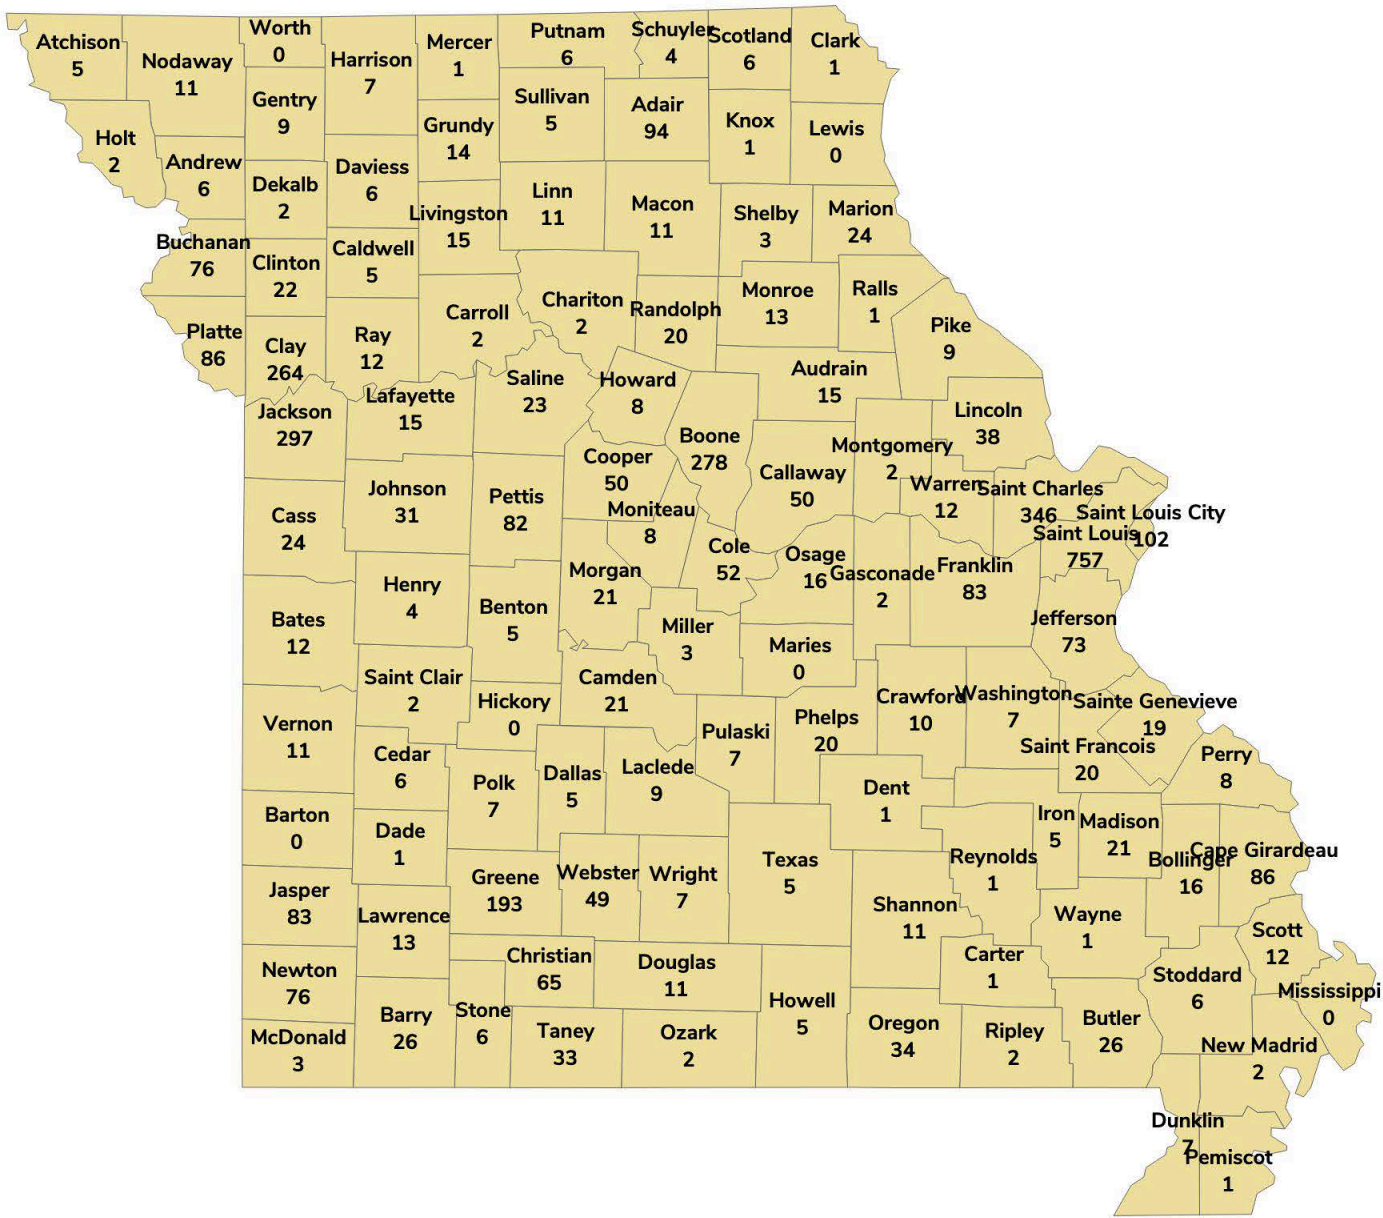 Atchison
5
Nodaway
11
Worth
0
Harrison
7
Mercer
1
Putnam
6
Schuyler
4
Scotland
6
Clark
1
Gentry
9
Sullivan
5
Adair
94
Knox
1
Lewis
0
Holt
2
Andrew
6
Dekalb
2
Daviess
6
Grundy
14
Livingston
15
Linn
11
Macon
11
Shelby
3
Marion
24
Buchanan
76
Clinton
22
Caldwell
5
Carroll
2
Chariton
2
Randolph
20
Monroe
13
Ralls
1
Pike
9
Platte
86
Clay
264
Ray
12
Saline
23
Howard
8
Audrain
15
Lincoln
38
Jackson
297
Lafayette
15
Cooper
50
Boone
278
Callaway
50
Montgomery
2
Warren
12
Saint Charles
346
Saint Louis City
102
Saint Louis
757
Cass
24
Johnson
31
Pettis
82
Moniteau
8
Cole
52
Osage
16
Gasconade
2
Franklin
83
Jefferson
73
Bates
12
Henry
4
Benton
5
Morgan
21
Miller
3
Maries
0
Saint Clair
2
Hickory
0
Camden
21
Pulaski
7
Phelps
20
Crawford
10
Washington
7
Sainte Genevieve
19
Saint Francois
20
Perry
8
Vernon
11
Cedar
6
Polk
7
Dallas
5
Laclede
9
Dent
1
Iron
5
Madison
21
Bollinger
16
Cape Girardeau
86
Barton
0
Dade
1
Greene
193
Webster
49
Wright
7
Texas
5
Reynolds
1
Shannon
11
Wayne
1
Scott
12
Jasper
83
Lawrence
13
Christian
65
Douglas
11
Howell
5
Carter
1
Stoddard
6
Mississippi
0
Newton
76
McDonald
3
Barry
26
Stone
6
Taney
33
Ozark
2
Oregon
34
Ripley
2
Butler
26
New Madrid
2
Dunklin
7
Pemiscot
1